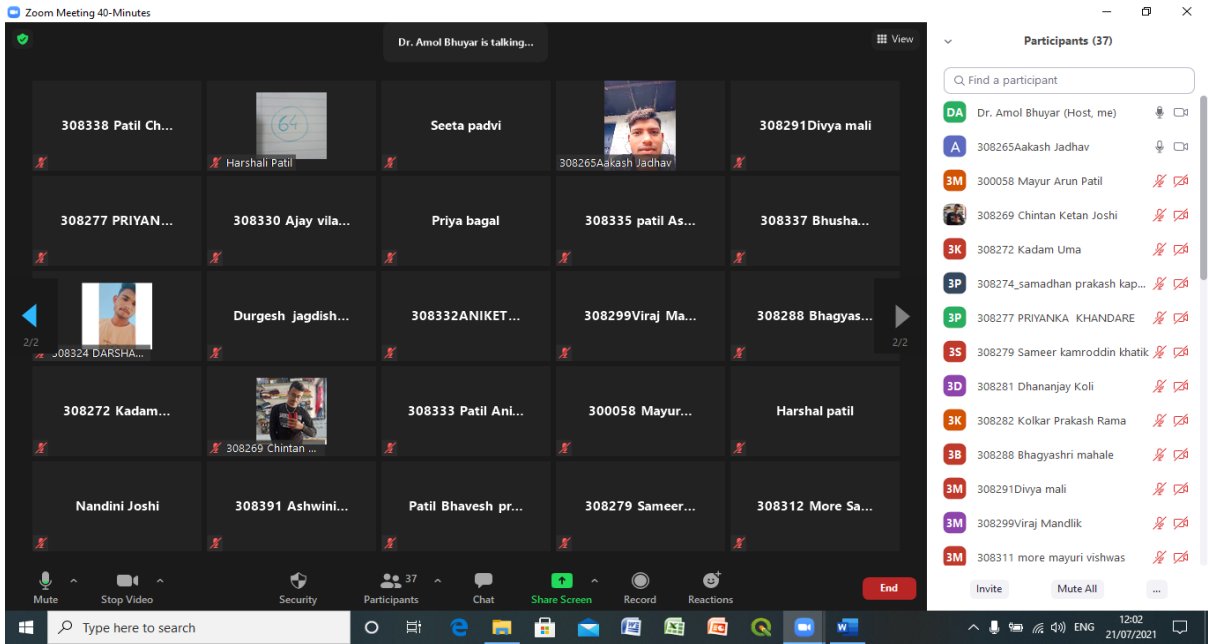 Zoom Meeting 40-Minutes
Dr. Amol Bhuyar is talking...
View
308338 Patil Ch...
64
Harshali Patil
Seeta padvi
308265Aakash Jadhav
308291Divya mali
308277 PRIYAN...
308330 Ajay vila...
Priya bagal
308335 patil As...
308337 Bhusha...
2/2
308324 DARSHA...
Durgesh jagdish...
308332ANIKET...
308299Viraj Ma...
308288 Bhagyas...
2/2
308272 Kadam...
308269 Chintan ...
308333 Patil Ani...
300058 Mayur...
Harshal patil
Nandini Joshi
308391 Ashwini...
Patil Bhavesh pr...
308279 Sameer...
308312 More Sa...
Mute
Stop Video
Security
Participants
37
Chat
Share Screen
Record
Reactions
End
Participants (37)
Find a participant
DA Dr. Amol Bhuyar (Host, me)
A 308265Aakash Jadhav
3M 300058 Mayur Arun Patil
308269 Chintan Ketan Joshi
3K 308272 Kadam Uma
3P 308274_samadhan prakash kap...
3P 308277 PRIYANKA KHANDARE
3S 308279 Sameer kamroddin khatik
3D 308281 Dhananjay Koli
3K 308282 Kolkar Prakash Rama
3B 308288 Bhagyashri mahale
3M 308291Divya mali
3M 308299Viraj Mandlik
3M 308311 more mayuri vishwas
Invite
Mute All
...
Type here to search
ENG
12:02
21/07/2021